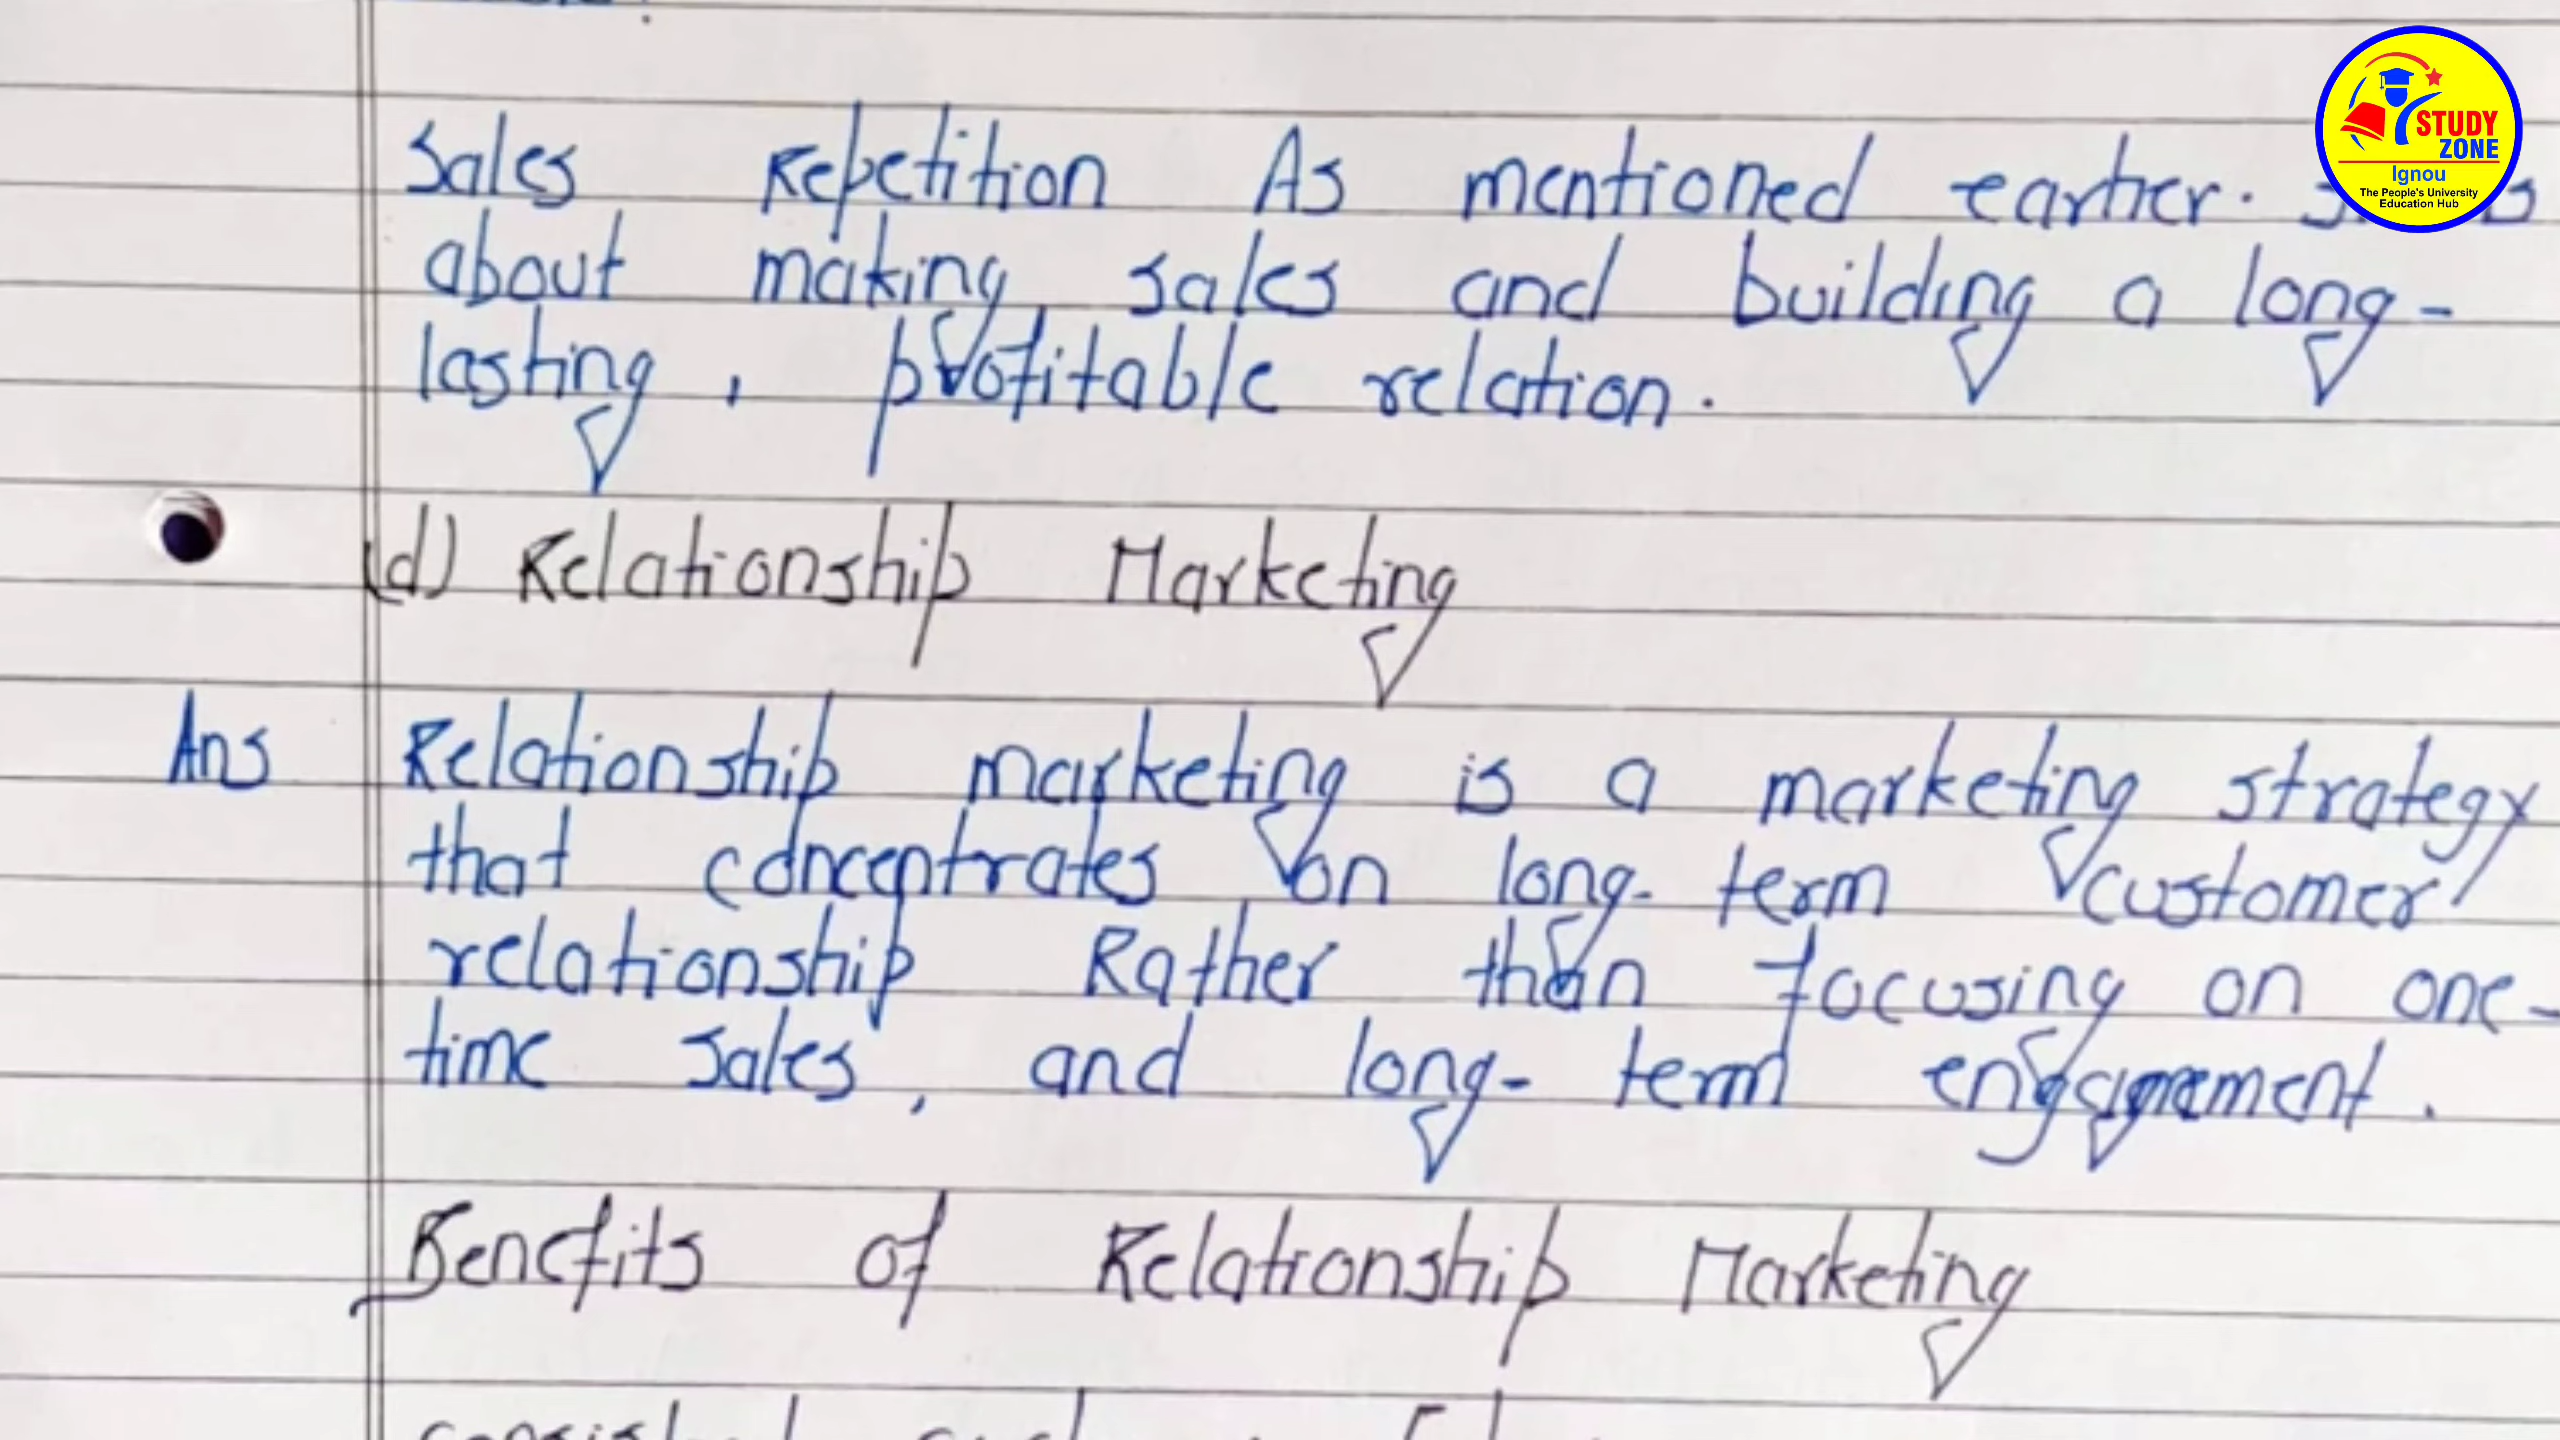 Sales Repetition As mentioned earlier.
about making sales and building a long-
lasting, profitable relation.
(d) Relationship Marketing
Ans Relationship marketing is a marketing strategy
that concentrates on long-term customer
relationship Rather than focusing on one-
time sales, and long-term engagement.
Benefits of Relationship Marketing
STUDY
ZONE
Ignou
The People's University
Education Hub